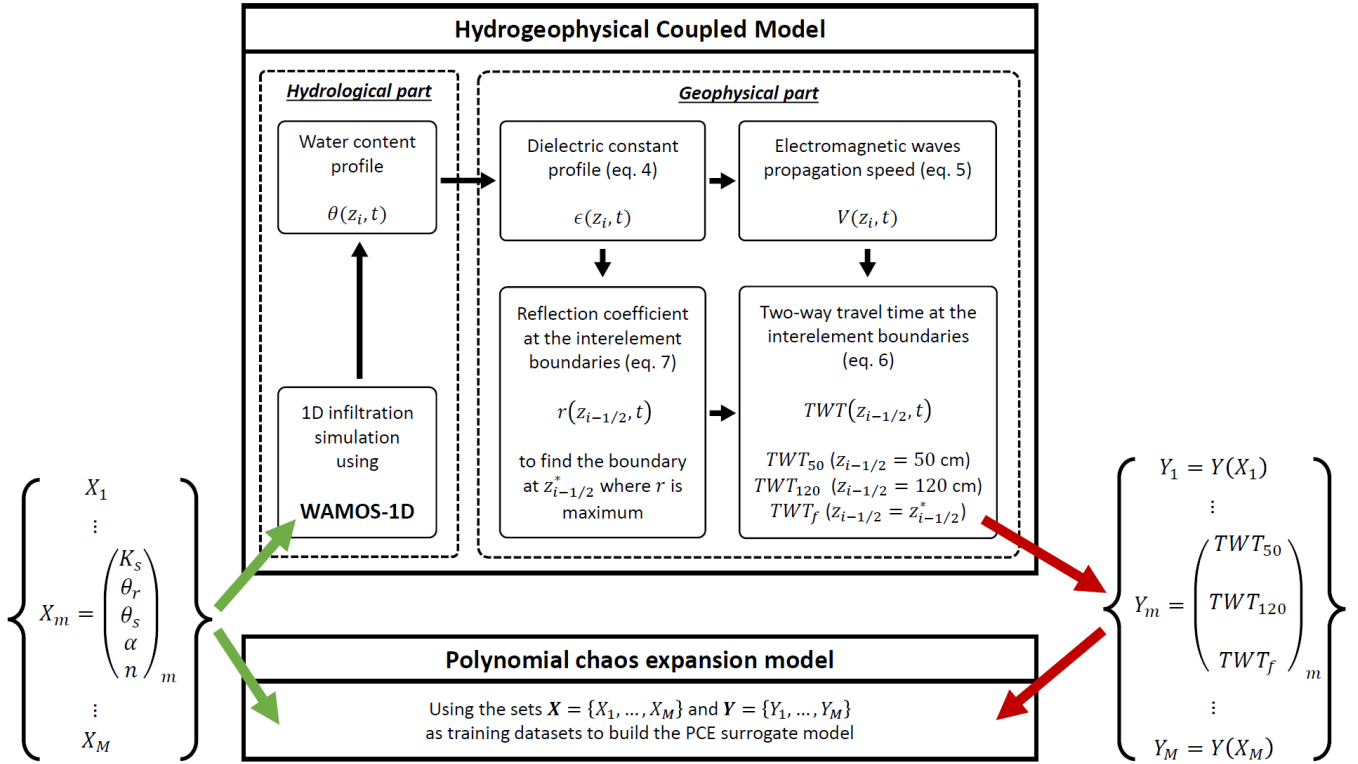 Hydrogeophysical Coupled Model
Hydrological part
Water content
profile
θ(z_i, t)
1D infiltration
simulation
using
WAMOS-1D
Geophysical part
Dielectric constant
profile (eq. 4)
ϵ(z_i, t)
Electromagnetic waves
propagation speed (eq. 5)
V(z_i, t)
Reflection coefficient
at the interelement
boundaries (eq. 7)
r(z_{i−1/2}, t)
to find the boundary
at z*_{i−1/2} where r is
maximum
Two-way travel time at the
interelement boundaries
(eq. 6)
TWT(z_{i−1/2}, t)
TWT_50 (z_{i−1/2} = 50 cm)
TWT_120 (z_{i−1/2} = 120 cm)
TWT_f (z_{i−1/2} = z*_{i−1/2})
X_1
⋮
X_m = (K_s
θ_r
θ_s
α
n)_m
⋮
X_M
Y_1 = Y(X_1)
⋮
Y_m = (TWT_50
TWT_120
TWT_f)_m
⋮
Y_M = Y(X_M)
Polynomial chaos expansion model
Using the sets X = {X_1, …, X_M} and Y = {Y_1, …, Y_M}
as training datasets to build the PCE surrogate model